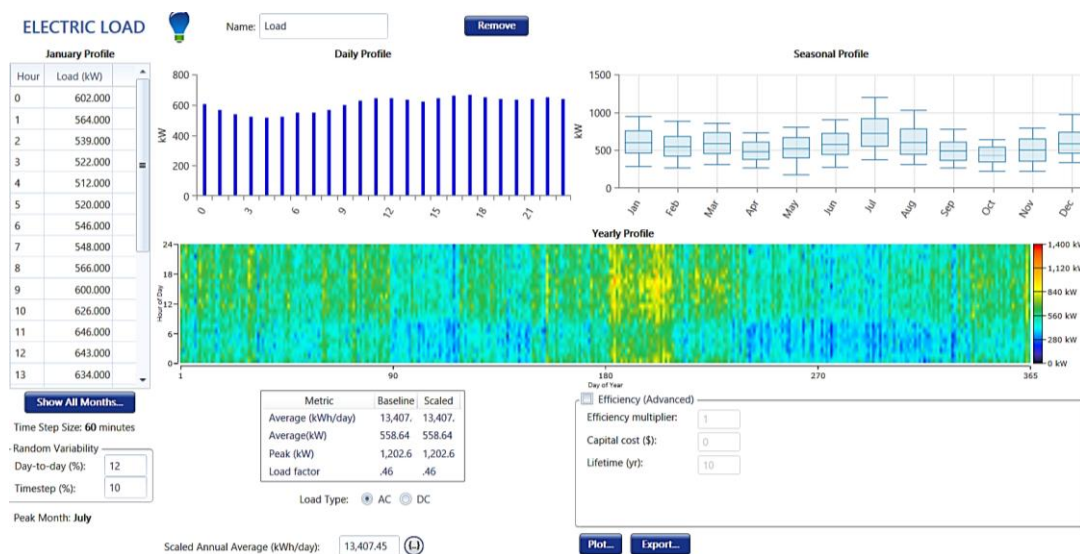 ELECTRIC LOAD
Name: Load
Remove
January Profile
Hour Load (kW)
0 602.000
1 564.000
2 539.000
3 522.000
4 512.000
5 520.000
6 546.000
7 548.000
8 566.000
9 600.000
10 626.000
11 646.000
12 643.000
13 634.000
Show All Months...
Time Step Size: 60 minutes
Random Variability
Day-to-day (%): 12
Timestep (%): 10
Peak Month: July
Daily Profile
kW
800
600
400
200
0
0 3 6 9 12 15 18 21
Seasonal Profile
kW
1500
1000
500
0
Jan Feb Mar Apr May Jun Jul Aug Sep Oct Nov Dec
Yearly Profile
Hour of Day
24
18
12
6
0
1 90 180 270 365
Day of Year
1,400 kW
1,120 kW
840 kW
560 kW
280 kW
0 kW
Metric Baseline Scaled
Average (kWh/day) 13,407. 13,407.
Average(kW) 558.64 558.64
Peak (kW) 1,202.6 1,202.6
Load factor .46 .46
Load Type: AC DC
Scaled Annual Average (kWh/day): 13,407.45 {..}
Efficiency (Advanced)
Efficiency multiplier: 1
Capital cost ($): 0
Lifetime (yr): 10
Plot... Export...